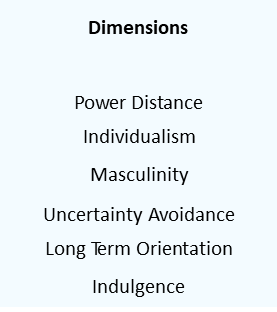 Dimensions
Power Distance
Individualism
Masculinity
Uncertainty Avoidance
Long Term Orientation
Indulgence